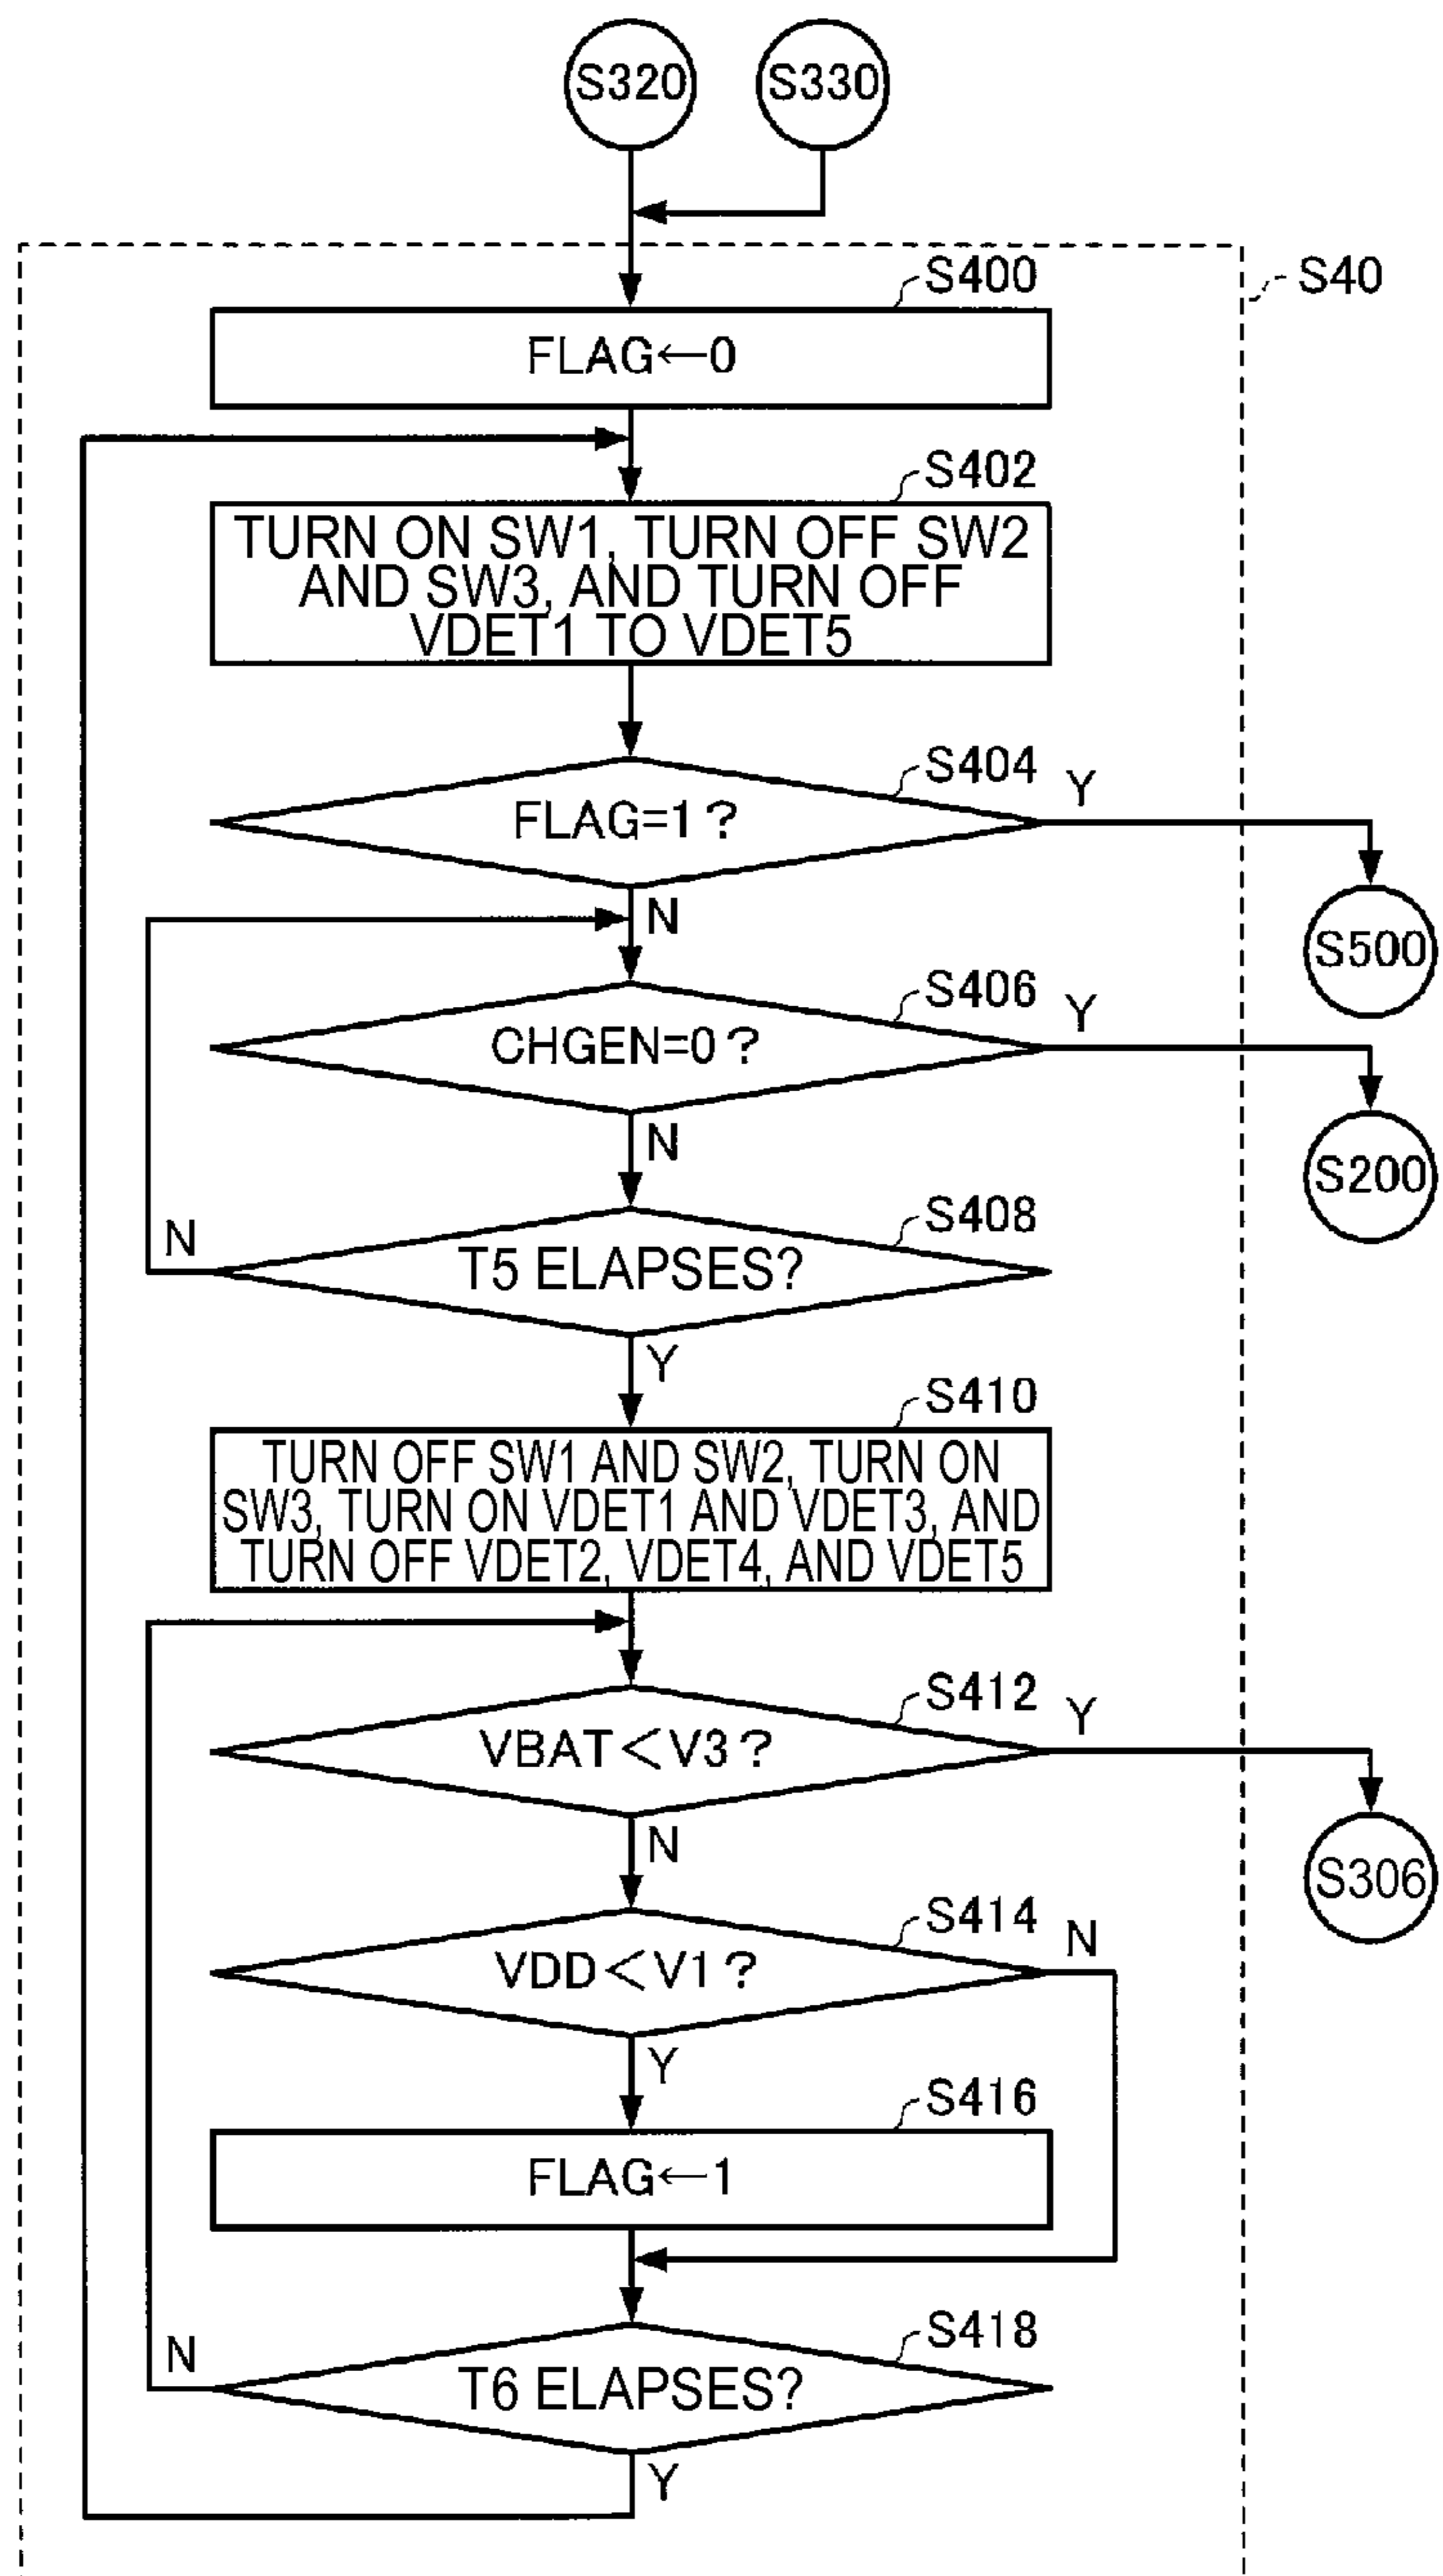 S320 S330
S400
S40
FLAG←0
S402
TURN ON SW1, TURN OFF SW2
AND SW3, AND TURN OFF
VDET1 TO VDET5
S404
Y
FLAG=1?
N
S500
S406
Y
CHGEN=0?
N
S200
S408
N
T5 ELAPSES?
Y
S410
TURN OFF SW1 AND SW2, TURN ON
SW3, TURN ON VDET1 AND VDET3, AND
TURN OFF VDET2, VDET4, AND VDET5
S412
Y
VBAT<V3?
N
S306
S414
N
VDD<V1?
Y
S416
FLAG←1
S418
N
T6 ELAPSES?
Y